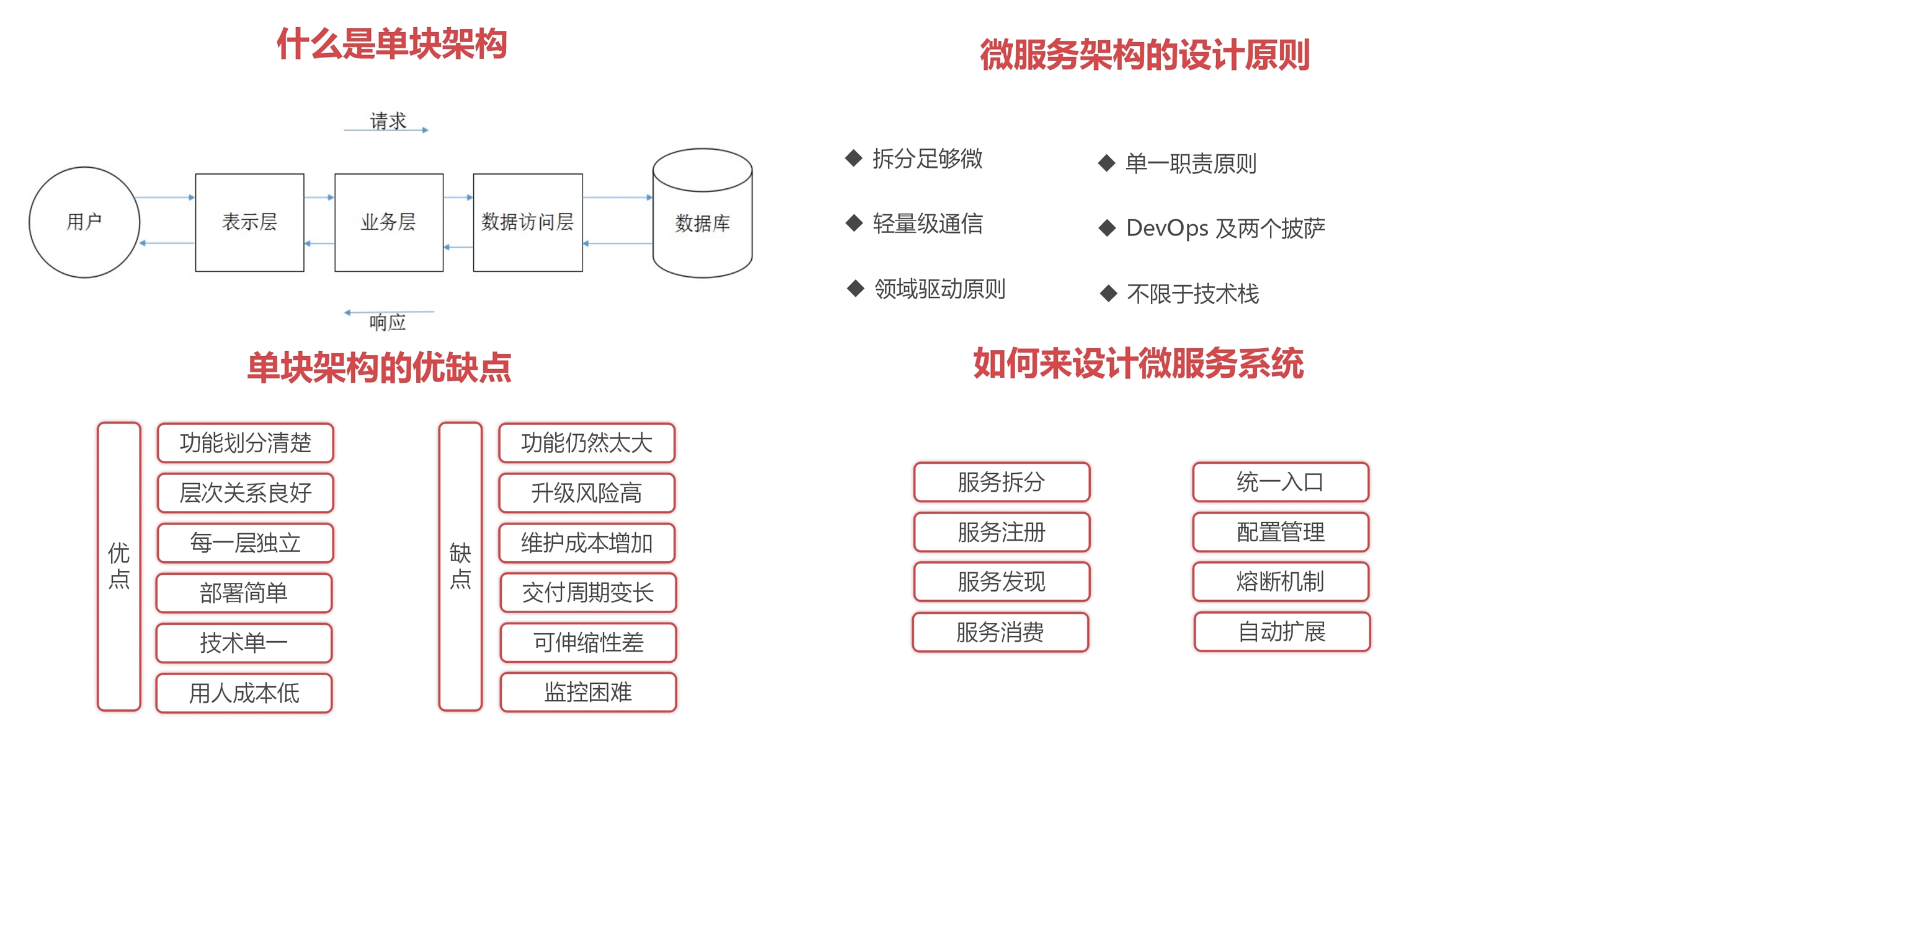 什么是单块架构
请求
用户
表示层
业务层
数据访问层
数据库
响应
单块架构的优缺点
优点
功能划分清楚
层次关系良好
每一层独立
部署简单
技术单一
用人成本低
缺点
功能仍然太大
升级风险高
维护成本增加
交付周期变长
可伸缩性差
监控困难
微服务架构的设计原则
◆ 拆分足够微
◆ 轻量级通信
◆ 领域驱动原则
◆ 单一职责原则
◆ DevOps 及两个披萨
◆ 不限于技术栈
如何来设计微服务系统
服务拆分
服务注册
服务发现
服务消费
统一入口
配置管理
熔断机制
自动扩展